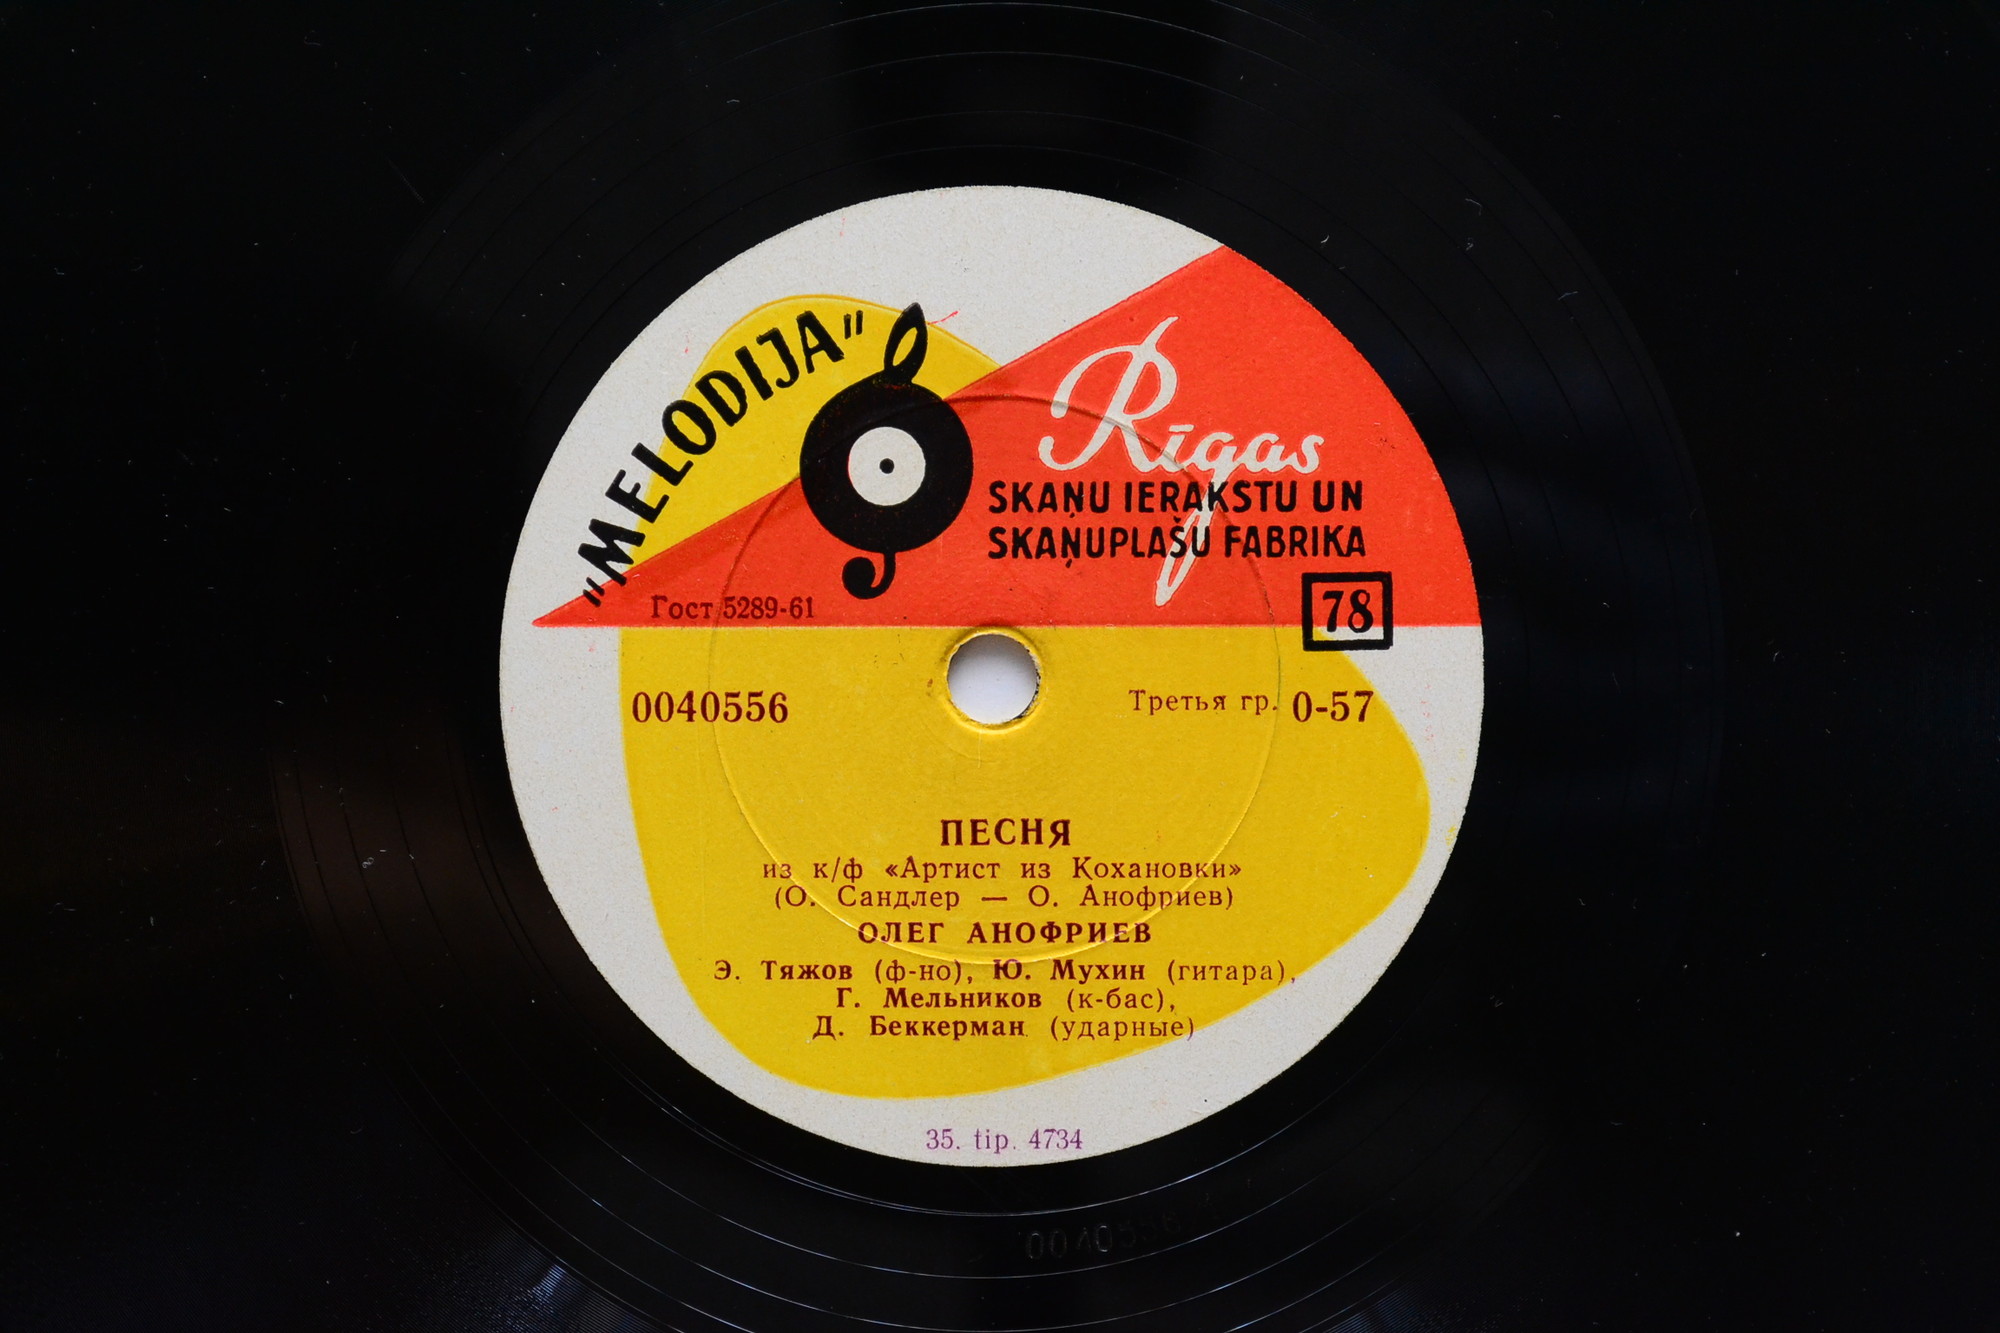 „MELODIJA”
Rīgas
SKAŅU IERAKSTU UN
SKAŅUPLAŠU FABRIKA
Гост 5289-61
78
0040556
Третья гр. 0-57
ПЕСНЯ
из к/ф «Артист из Кохановки»
(О. Сандлер — О. Анофриев)
ОЛЕГ АНОФРИЕВ
Э. Тяжов (ф-но), Ю. Мухин (гитара),
Г. Мельников (к-бас),
Д. Беккерман (ударные)
35. tip. 4734